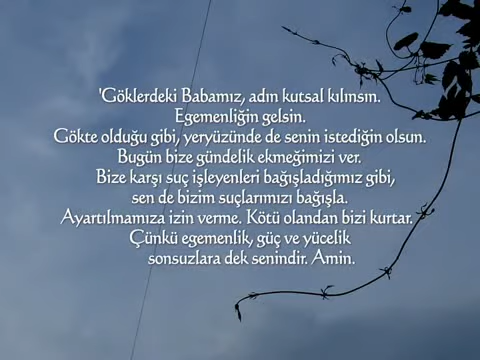 'Göklerdeki Babamız, adın kutsal kılınsın.
Egemenliğin gelsin.
Gökte olduğu gibi, yeryüzünde de senin istediğin olsun.
Bugün bize gündelik ekmeğimizi ver.
Bize karşı suç işleyenleri bağışladığımız gibi,
sen de bizim suçlarımızı bağışla.
Ayartılmamıza izin verme. Kötü olandan bizi kurtar.
Çünkü egemenlik, güç ve yücelik
sonsuzlara dek senindir. Amin.